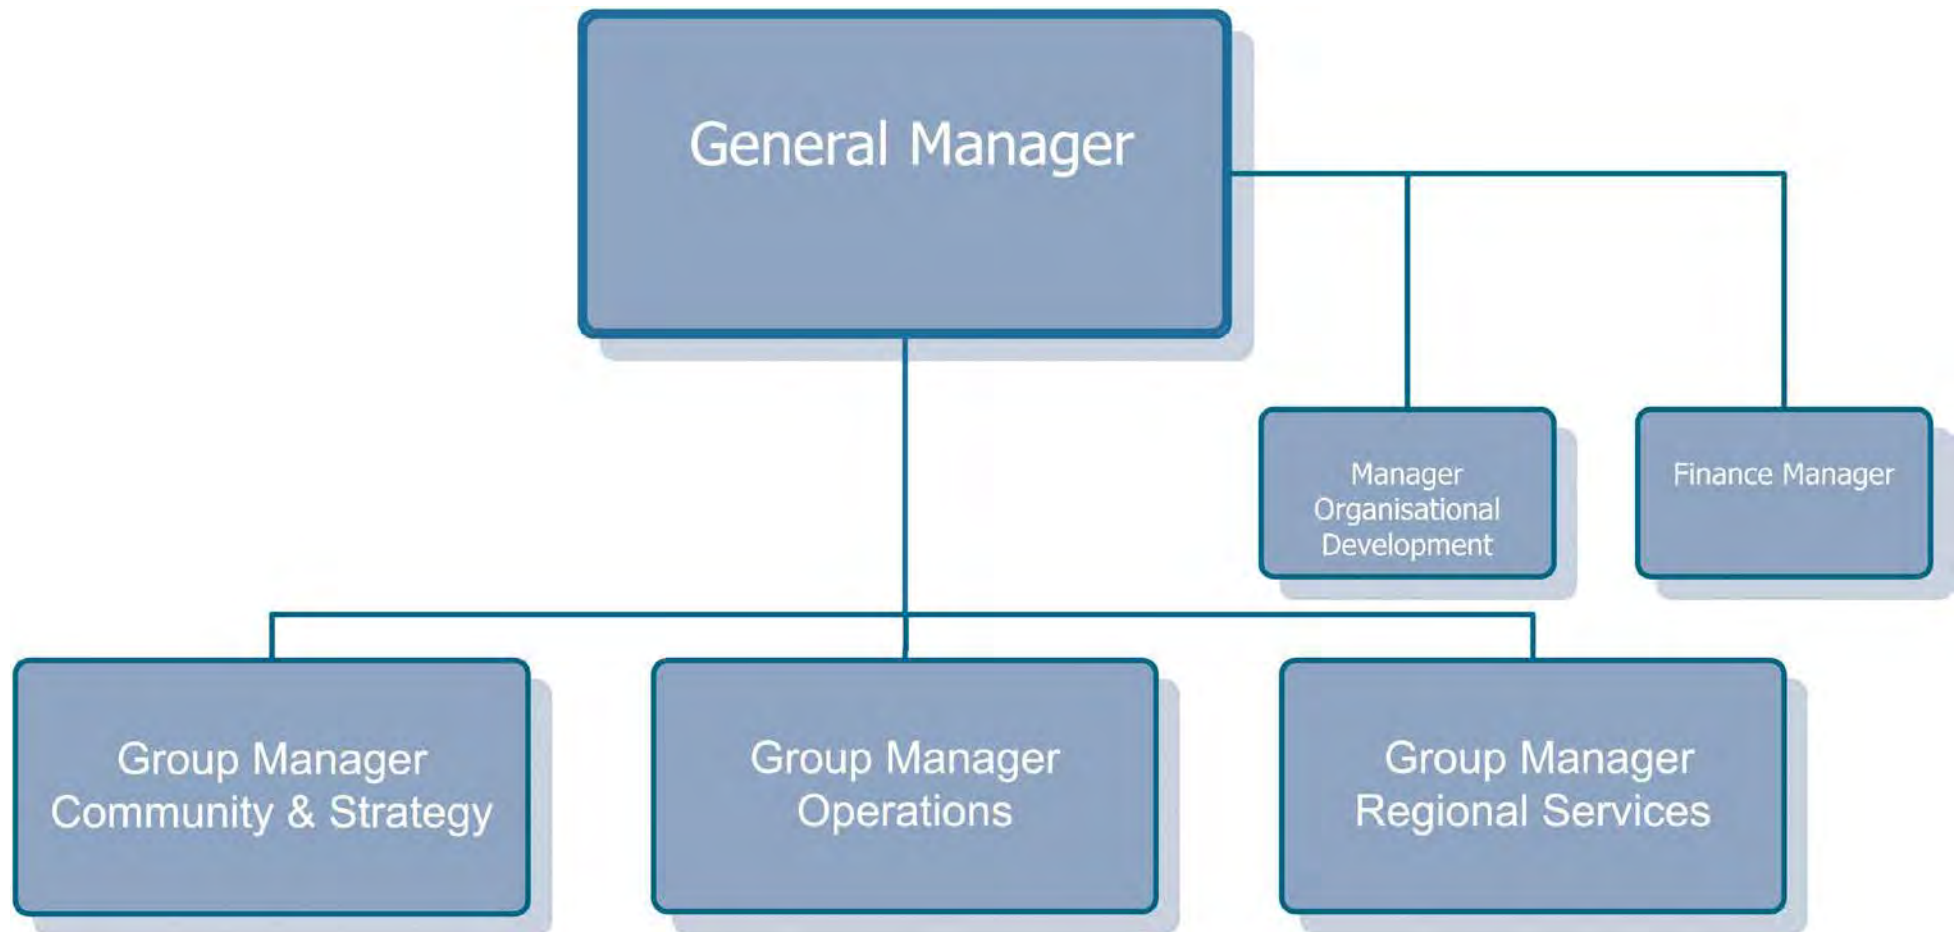 General Manager
Manager
Organisational
Development
Finance Manager
Group Manager
Community & Strategy
Group Manager
Operations
Group Manager
Regional Services